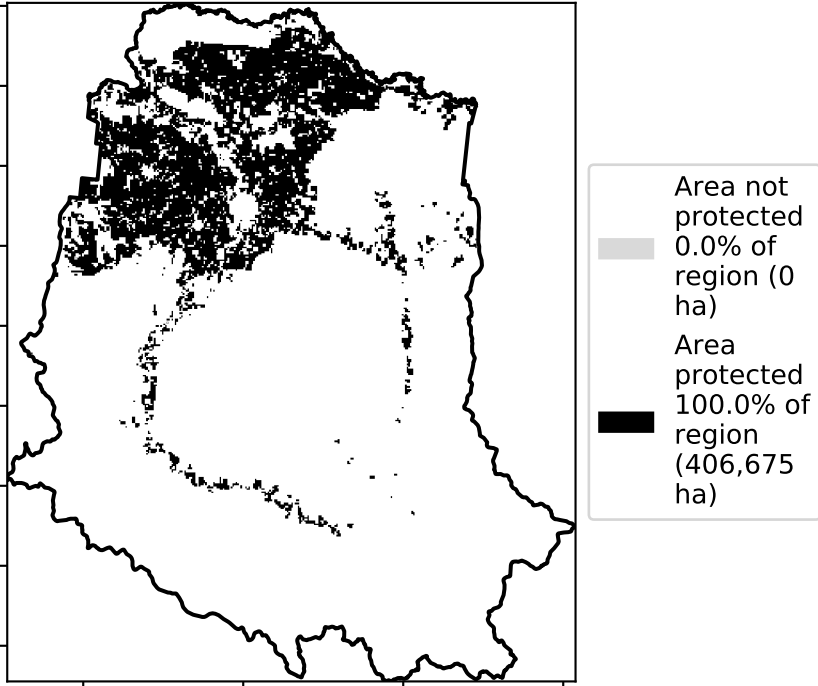 Area not
protected
0.0% of
region (0
ha)
Area
protected
100.0% of
region
(406,675
ha)